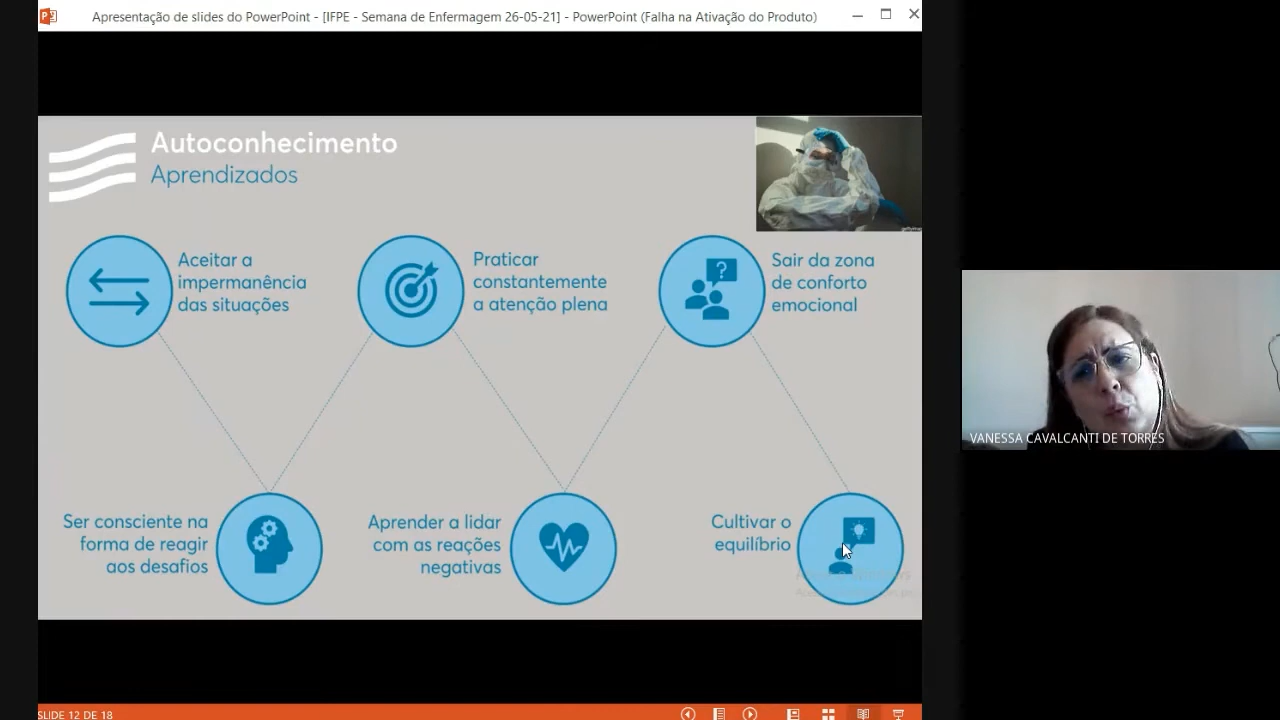 Apresentação de slides do PowerPoint - [IFPE - Semana de Enfermagem 26-05-21] - PowerPoint (Falha na Ativação do Produto)
Autoconhecimento
Aprendizados
Aceitar a
impermanência
das situações
Praticar
constantemente
a atenção plena
Sair da zona
de conforto
emocional
?
Ser consciente na
forma de reagir
aos desafios
Aprender a lidar
com as reações
negativas
Cultivar o
equilíbrio
VANESSA CAVALCANTI DE TORRES
SLIDE 12 DE 18